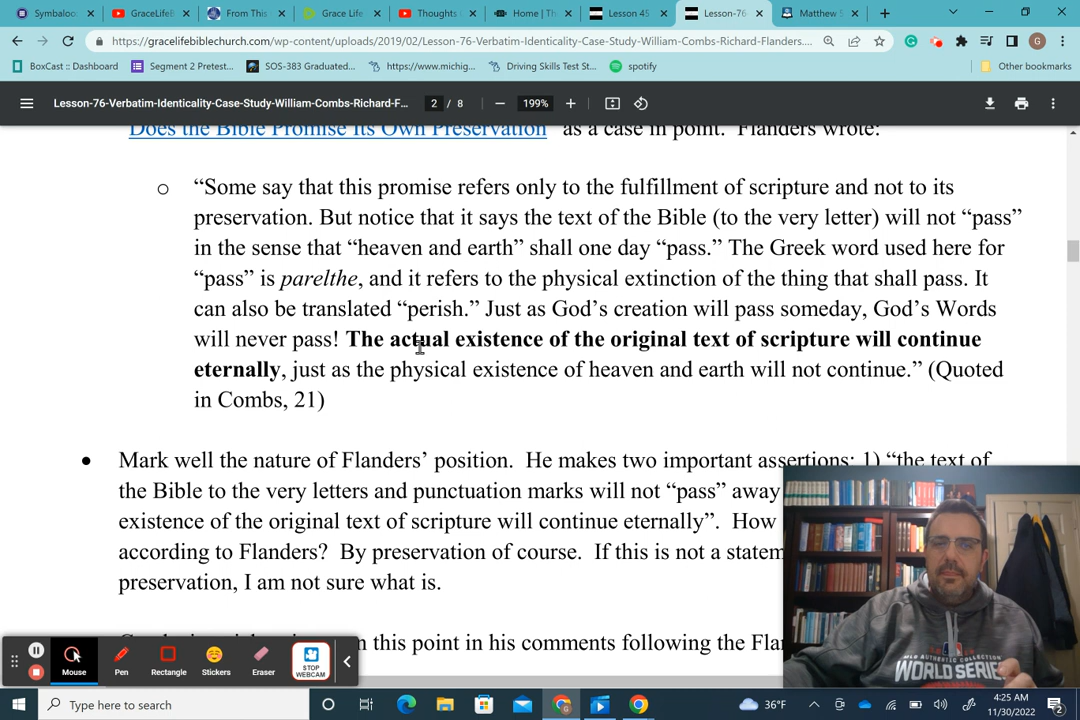 Symbaloo
GraceLifeB
From This
Grace Life
Thoughts
Home | Th
Lesson 45
Lesson-76
Matthew 5
https://gracelifebiblechurch.com/wp-content/uploads/2019/02/Lesson-76-Verbatim-Identicality-Case-Study-William-Combs-Richard-Flanders....
G
BoxCast :: Dashboard
Segment 2 Pretest...
SOS-383 Graduated...
https://www.michig...
Driving Skills Test St...
spotify
Other bookmarks
Lesson-76-Verbatim-Identicality-Case-Study-William-Combs-Richard-F...
2 / 8
199%
Does the Bible Promise Its Own Preservation" as a case in point. Flanders wrote:
o “Some say that this promise refers only to the fulfillment of scripture and not to its
preservation. But notice that it says the text of the Bible (to the very letter) will not “pass”
in the sense that “heaven and earth” shall one day “pass.” The Greek word used here for
“pass” is parelthe, and it refers to the physical extinction of the thing that shall pass. It
can also be translated “perish.” Just as God’s creation will pass someday, God’s Words
will never pass! The actual existence of the original text of scripture will continue
eternally, just as the physical existence of heaven and earth will not continue.” (Quoted
in Combs, 21)
• Mark well the nature of Flanders’ position. He makes two important assertions: 1) “the text of
the Bible to the very letters and punctuation marks will not “pass” away
existence of the original text of scripture will continue eternally”. How
according to Flanders? By preservation of course. If this is not a statem
preservation, I am not sure what is.
n this point in his comments following the Flan
Mouse
Pen
Rectangle
Stickers
Eraser
STOP
WEBCAM
WORLD SERIES
Type here to search
36°F
4:25 AM
11/30/2022
2